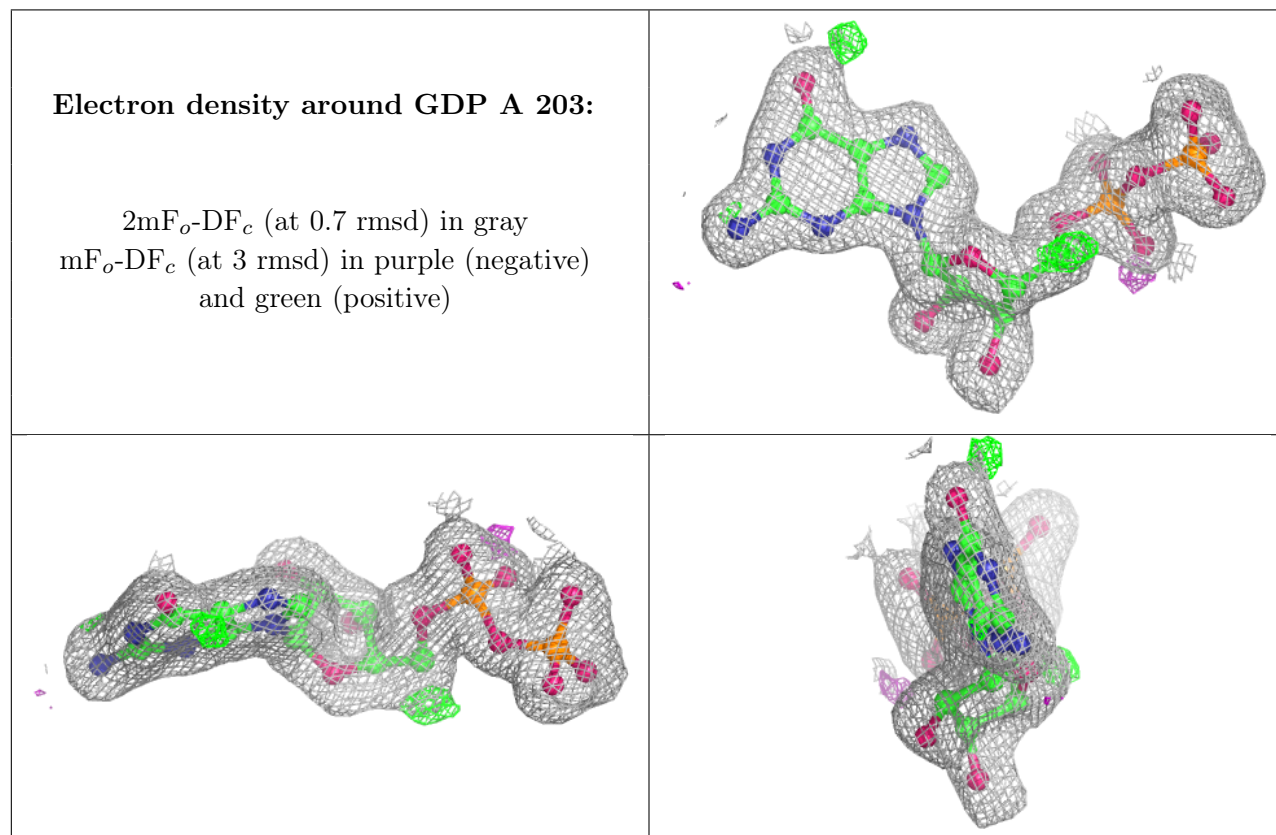 Electron density around GDP A 203:
2mFo-DFc (at 0.7 rmsd) in gray
mFo-DFc (at 3 rmsd) in purple (negative)
and green (positive)